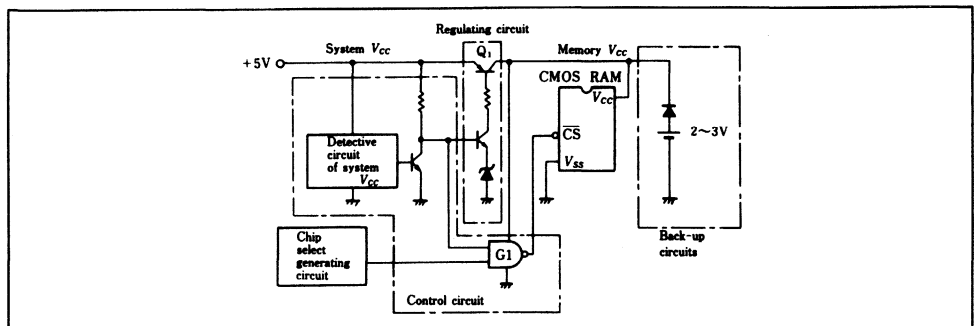 Regulating circuit
System VCC
Q1
Memory VCC
+5V
CMOS RAM
VCC
CS
2~3V
Detective
circuit
of system
VCC
VSS
Chip
select
generating
circuit
G1
Back-up
circuits
Control circuit